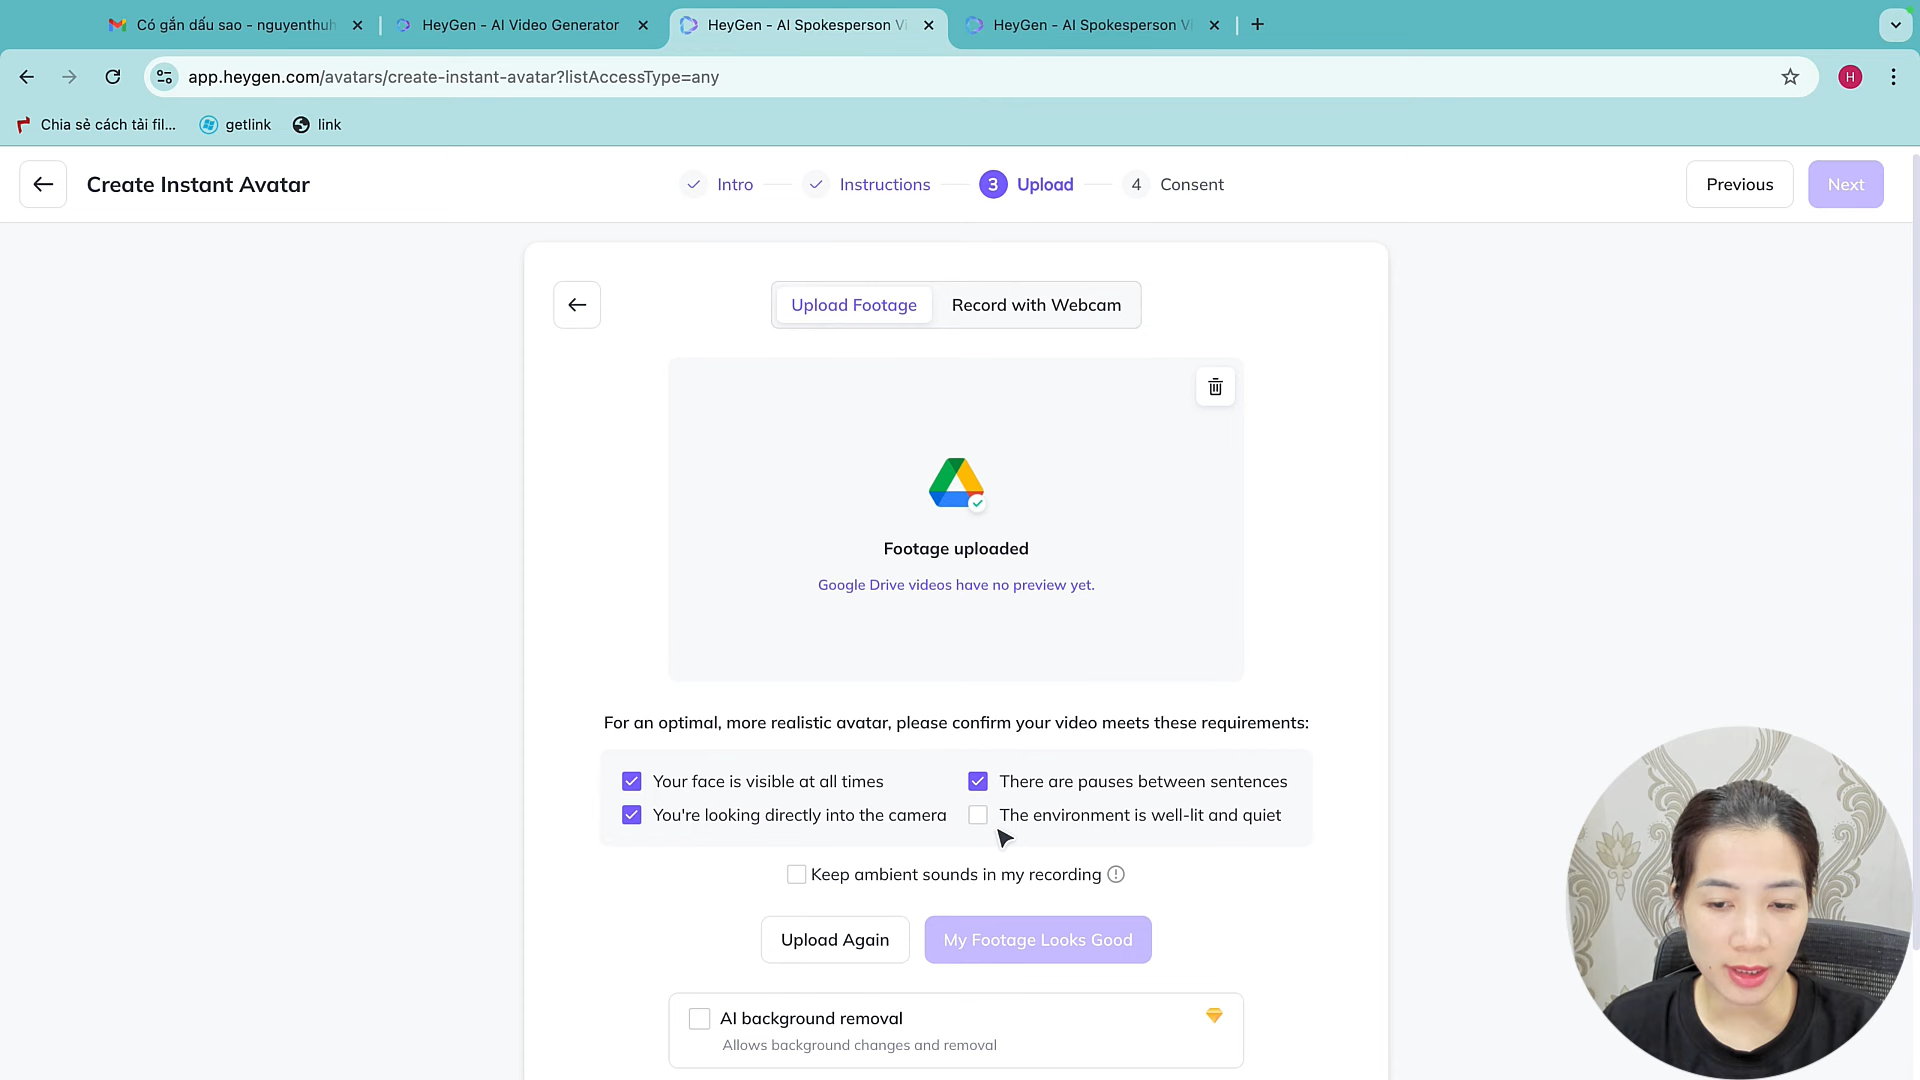 Có gắn dấu sao - nguyenthuh
HeyGen - AI Video Generator
HeyGen - AI Spokesperson Vi
HeyGen - AI Spokesperson Vi
app.heygen.com/avatars/create-instant-avatar?listAccessType=any
H
Chia sẻ cách tải fil...
getlink
link
Create Instant Avatar
Intro
Instructions
3 Upload
4 Consent
Previous
Next
Upload Footage
Record with Webcam
Footage uploaded
Google Drive videos have no preview yet.
For an optimal, more realistic avatar, please confirm your video meets these requirements:
Your face is visible at all times
There are pauses between sentences
You're looking directly into the camera
The environment is well-lit and quiet
Keep ambient sounds in my recording
Upload Again
My Footage Looks Good
AI background removal
Allows background changes and removal